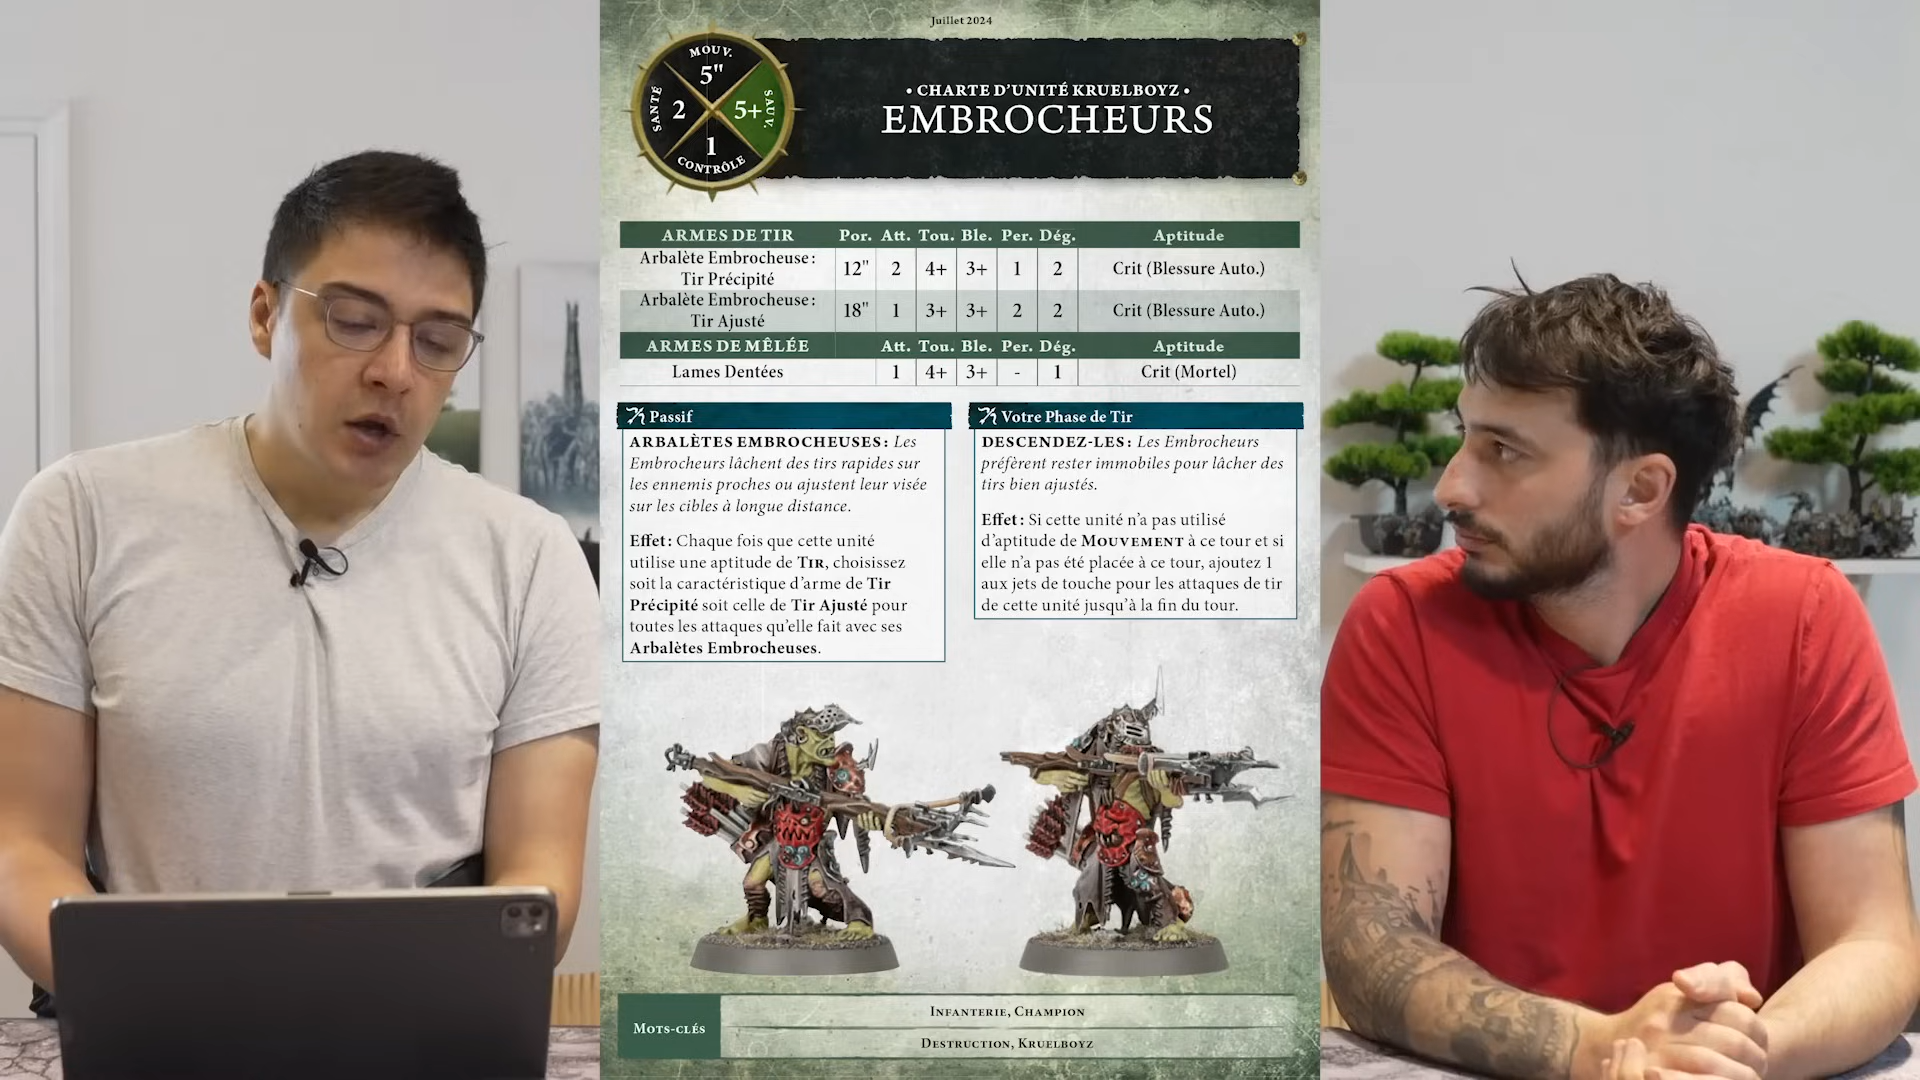 Juillet 2024
MOUV.
5"
SANTÉ
2
5+
SAUV.
1
CONTRÔLE
• CHARTE D'UNITÉ KRUELBOYZ •
EMBROCHEURS
ARMES DE TIR Por. Att. Tou. Ble. Per. Dég. Aptitude
Arbalète Embrocheuse :
Tir Précipité
12" 2 4+ 3+ 1 2 Crit (Blessure Auto.)
Arbalète Embrocheuse :
Tir Ajusté
18" 1 3+ 3+ 2 2 Crit (Blessure Auto.)
ARMES DE MÊLÉE Att. Tou. Ble. Per. Dég. Aptitude
Lames Dentées 1 4+ 3+ - 1 Crit (Mortel)
Passif
ARBALÈTES EMBROCHEUSES : Les
Embrocheurs lâchent des tirs rapides sur
les ennemis proches ou ajustent leur visée
sur les cibles à longue distance.
Effet : Chaque fois que cette unité
utilise une aptitude de TIR, choisissez
soit la caractéristique d'arme de Tir
Précipité soit celle de Tir Ajusté pour
toutes les attaques qu'elle fait avec ses
Arbalètes Embrocheuses.
Votre Phase de Tir
DESCENDEZ-LES : Les Embrocheurs
préfèrent rester immobiles pour lâcher des
tirs bien ajustés.
Effet : Si cette unité n'a pas utilisé
d'aptitude de MOUVEMENT à ce tour et si
elle n'a pas été placée à ce tour, ajoutez 1
aux jets de touche pour les attaques de tir
de cette unité jusqu'à la fin du tour.
MOTS-CLÉS
INFANTERIE, CHAMPION
DESTRUCTION, KRUELBOYZ